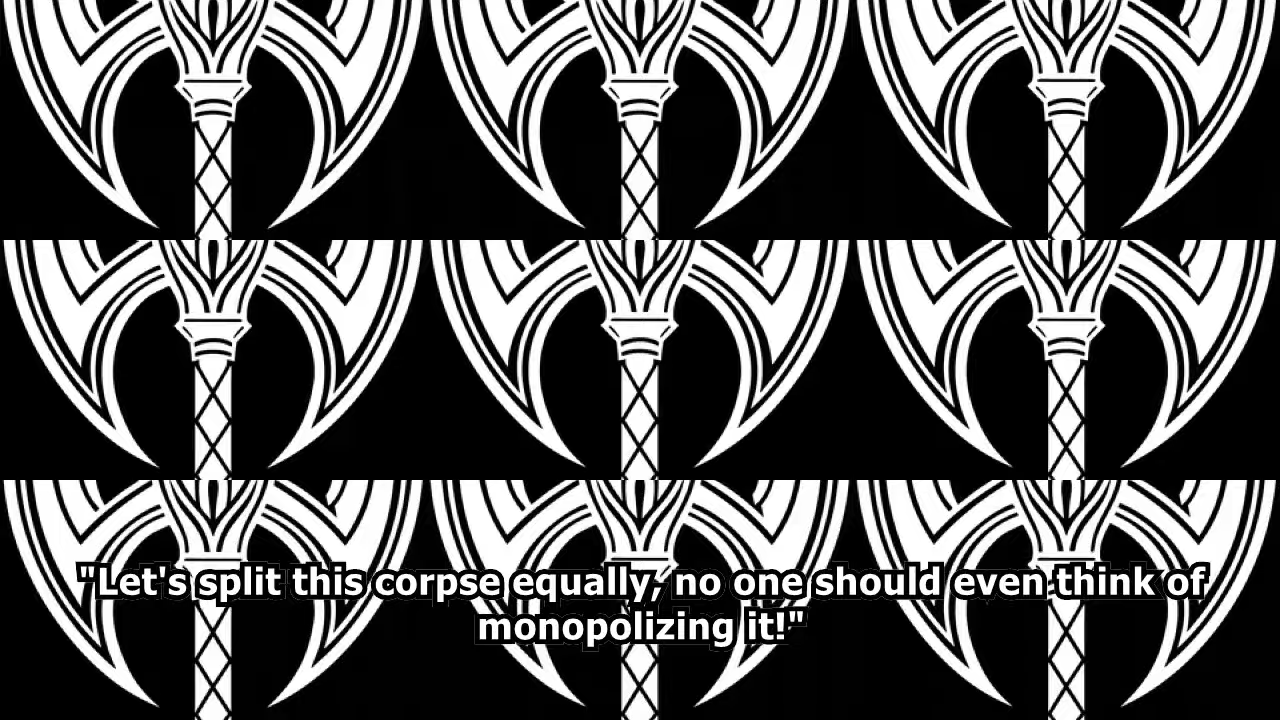 "Let's split this corpse equally, no one should even think of
monopolizing it!"